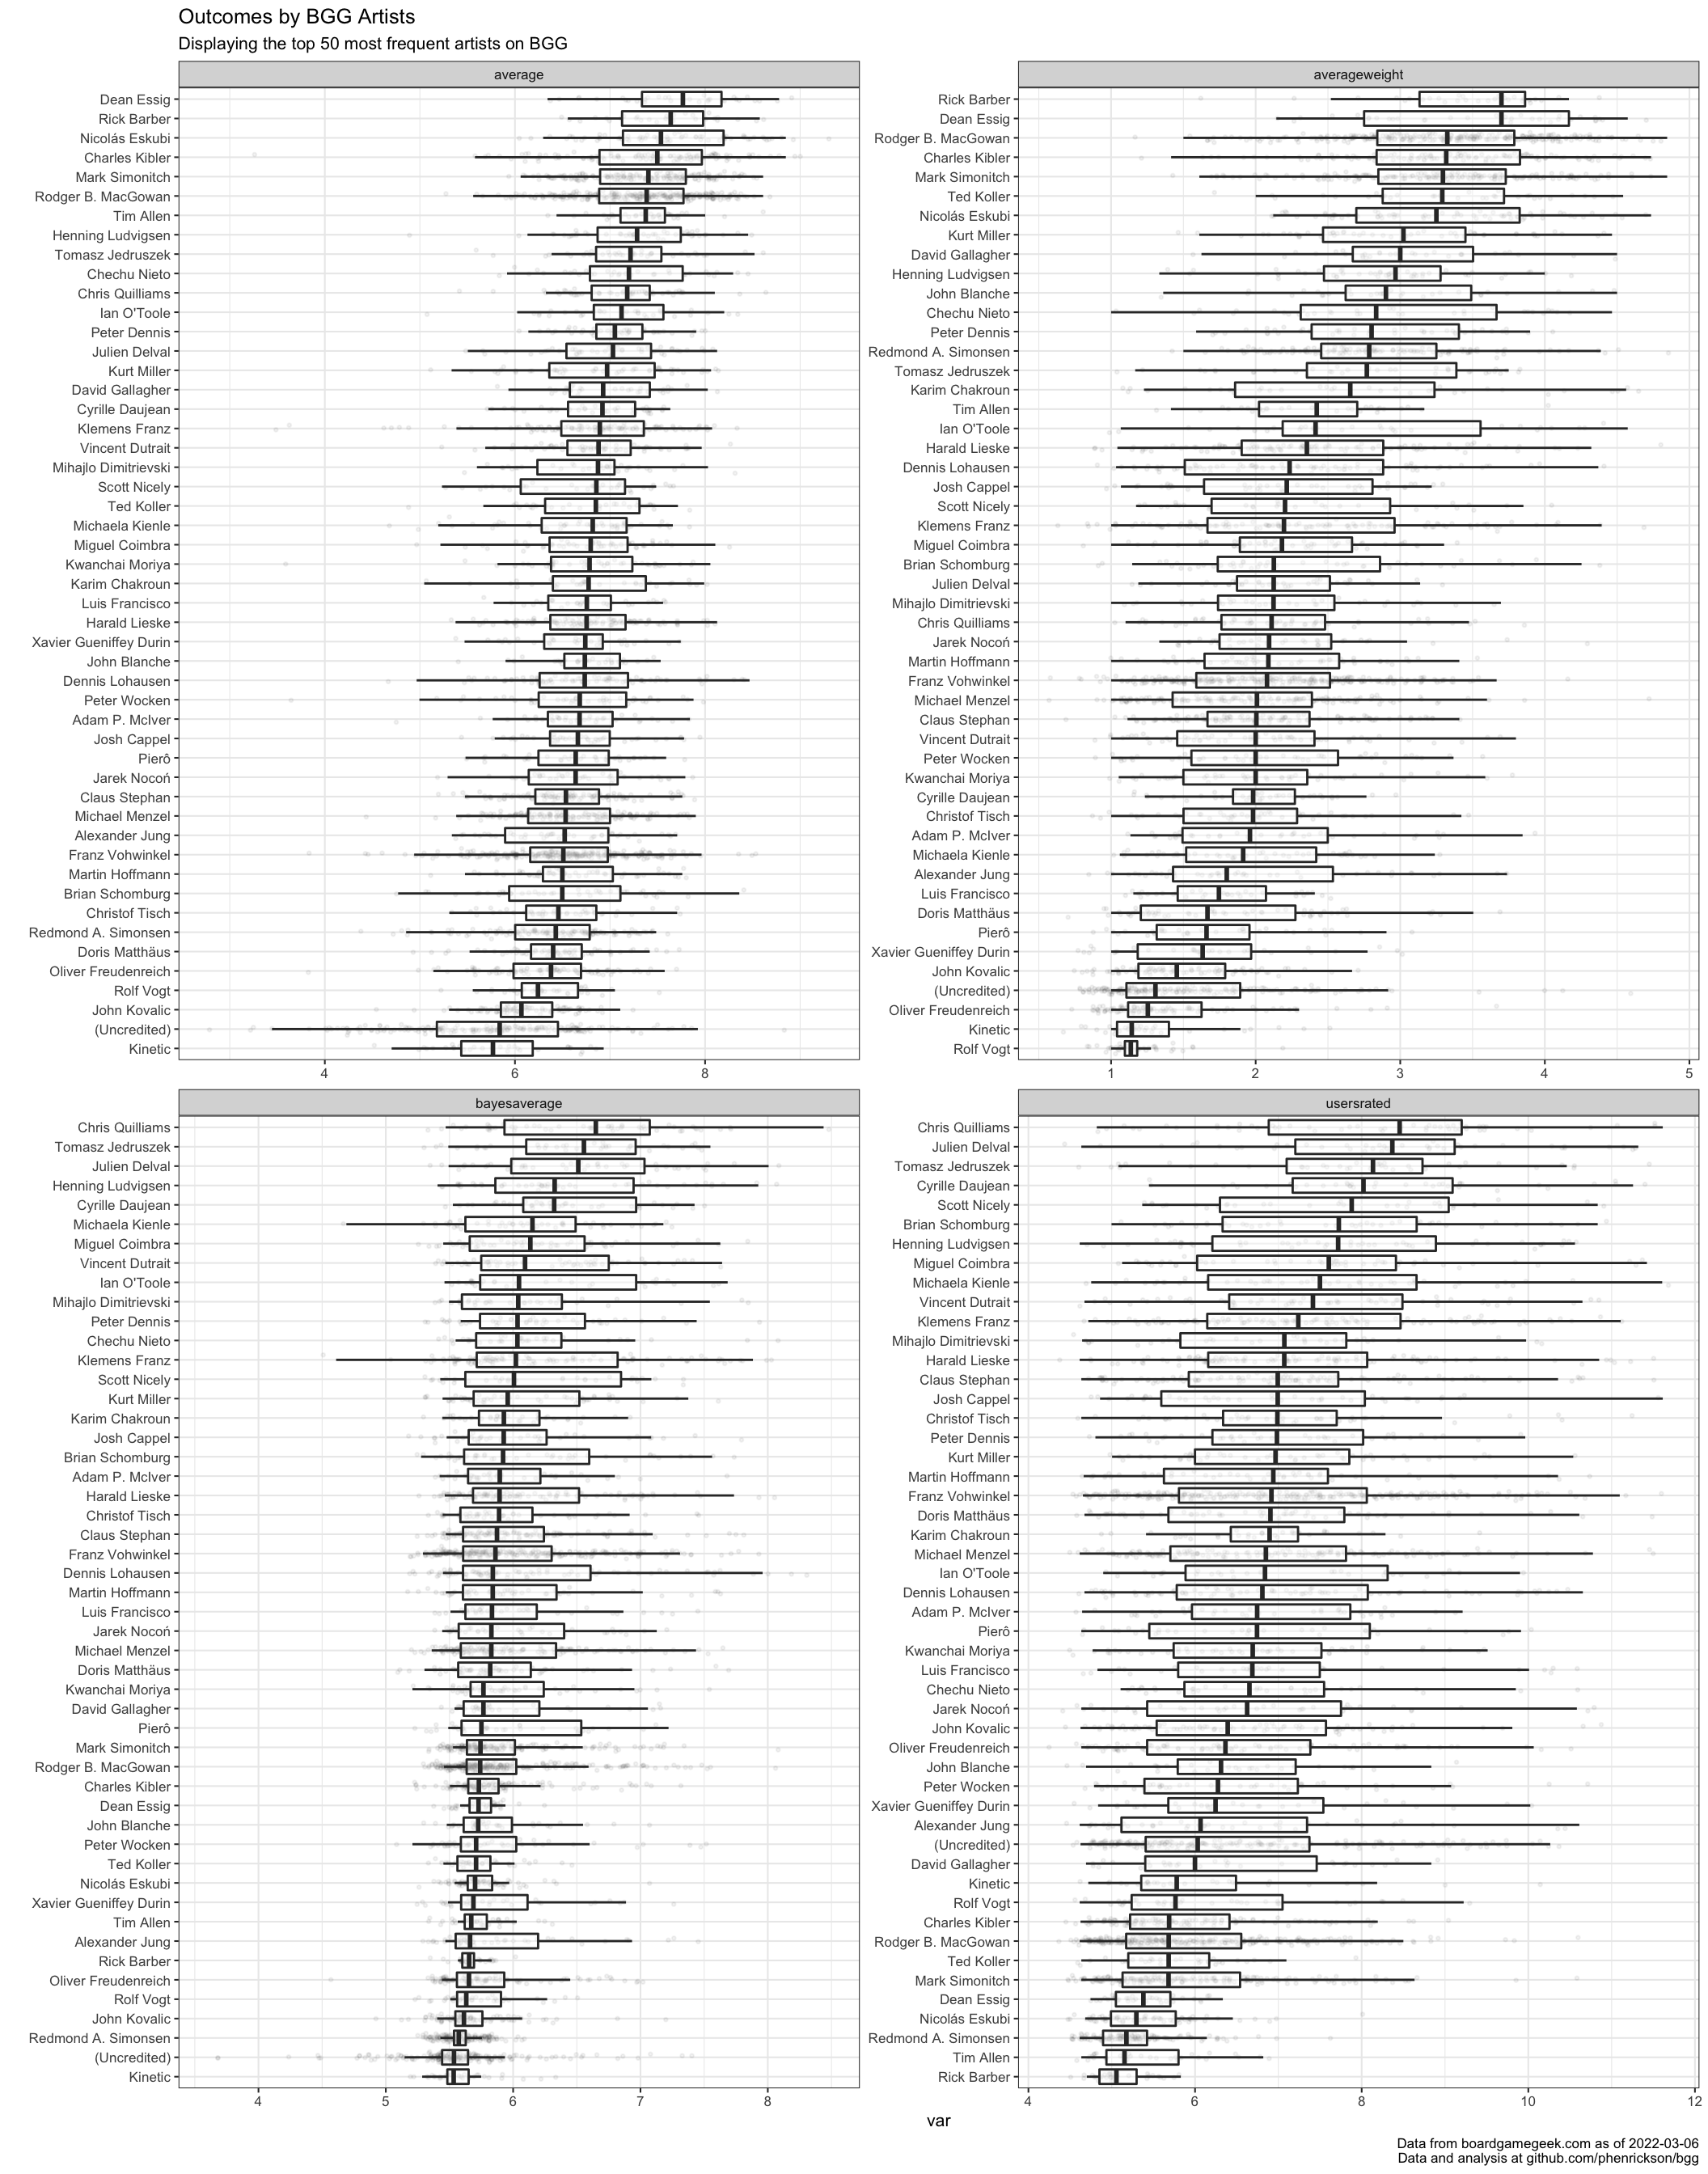 Outcomes by BGG Artists
Displaying the top 50 most frequent artists on BGG
average
Dean Essig
Rick Barber
Nicolás Eskubi
Charles Kibler
Mark Simonitch
Rodger B. MacGowan
Tim Allen
Henning Ludvigsen
Tomasz Jedruszek
Chechu Nieto
Chris Quilliams
Ian O'Toole
Peter Dennis
Julien Delval
Kurt Miller
David Gallagher
Cyrille Daujean
Klemens Franz
Vincent Dutrait
Mihajlo Dimitrievski
Scott Nicely
Ted Koller
Michaela Kienle
Miguel Coimbra
Kwanchai Moriya
Karim Chakroun
Luis Francisco
Harald Lieske
Xavier Gueniffey Durin
John Blanche
Dennis Lohausen
Peter Wocken
Adam P. McIver
Josh Cappel
Pierô
Jarek Nocoń
Claus Stephan
Michael Menzel
Alexander Jung
Franz Vohwinkel
Martin Hoffmann
Brian Schomburg
Christof Tisch
Redmond A. Simonsen
Doris Matthäus
Oliver Freudenreich
Rolf Vogt
John Kovalic
(Uncredited)
Kinetic
4 6 8
averageweight
Rick Barber
Dean Essig
Rodger B. MacGowan
Charles Kibler
Mark Simonitch
Ted Koller
Nicolás Eskubi
Kurt Miller
David Gallagher
Henning Ludvigsen
John Blanche
Chechu Nieto
Peter Dennis
Redmond A. Simonsen
Tomasz Jedruszek
Karim Chakroun
Tim Allen
Ian O'Toole
Harald Lieske
Dennis Lohausen
Josh Cappel
Scott Nicely
Klemens Franz
Miguel Coimbra
Brian Schomburg
Julien Delval
Mihajlo Dimitrievski
Chris Quilliams
Jarek Nocoń
Martin Hoffmann
Franz Vohwinkel
Michael Menzel
Claus Stephan
Vincent Dutrait
Peter Wocken
Kwanchai Moriya
Cyrille Daujean
Christof Tisch
Adam P. McIver
Michaela Kienle
Alexander Jung
Luis Francisco
Doris Matthäus
Pierô
Xavier Gueniffey Durin
John Kovalic
(Uncredited)
Oliver Freudenreich
Kinetic
Rolf Vogt
1 2 3 4 5
bayesaverage
Chris Quilliams
Tomasz Jedruszek
Julien Delval
Henning Ludvigsen
Cyrille Daujean
Michaela Kienle
Miguel Coimbra
Vincent Dutrait
Ian O'Toole
Mihajlo Dimitrievski
Peter Dennis
Chechu Nieto
Klemens Franz
Scott Nicely
Kurt Miller
Karim Chakroun
Josh Cappel
Brian Schomburg
Adam P. McIver
Harald Lieske
Christof Tisch
Claus Stephan
Franz Vohwinkel
Dennis Lohausen
Martin Hoffmann
Luis Francisco
Jarek Nocoń
Michael Menzel
Doris Matthäus
Kwanchai Moriya
David Gallagher
Pierô
Mark Simonitch
Rodger B. MacGowan
Charles Kibler
Dean Essig
John Blanche
Peter Wocken
Ted Koller
Nicolás Eskubi
Xavier Gueniffey Durin
Tim Allen
Alexander Jung
Rick Barber
Oliver Freudenreich
Rolf Vogt
John Kovalic
Redmond A. Simonsen
(Uncredited)
Kinetic
4 5 6 7 8
usersrated
Chris Quilliams
Julien Delval
Tomasz Jedruszek
Cyrille Daujean
Scott Nicely
Brian Schomburg
Henning Ludvigsen
Miguel Coimbra
Michaela Kienle
Vincent Dutrait
Klemens Franz
Mihajlo Dimitrievski
Harald Lieske
Claus Stephan
Josh Cappel
Christof Tisch
Peter Dennis
Kurt Miller
Martin Hoffmann
Franz Vohwinkel
Doris Matthäus
Karim Chakroun
Michael Menzel
Ian O'Toole
Dennis Lohausen
Adam P. McIver
Pierô
Kwanchai Moriya
Luis Francisco
Chechu Nieto
Jarek Nocoń
John Kovalic
Oliver Freudenreich
John Blanche
Peter Wocken
Xavier Gueniffey Durin
Alexander Jung
(Uncredited)
David Gallagher
Kinetic
Rolf Vogt
Charles Kibler
Rodger B. MacGowan
Ted Koller
Mark Simonitch
Dean Essig
Nicolás Eskubi
Redmond A. Simonsen
Tim Allen
Rick Barber
4 6 8 10 12
var
Data from boardgamegeek.com as of 2022-03-06
Data and analysis at github.com/phenrickson/bgg